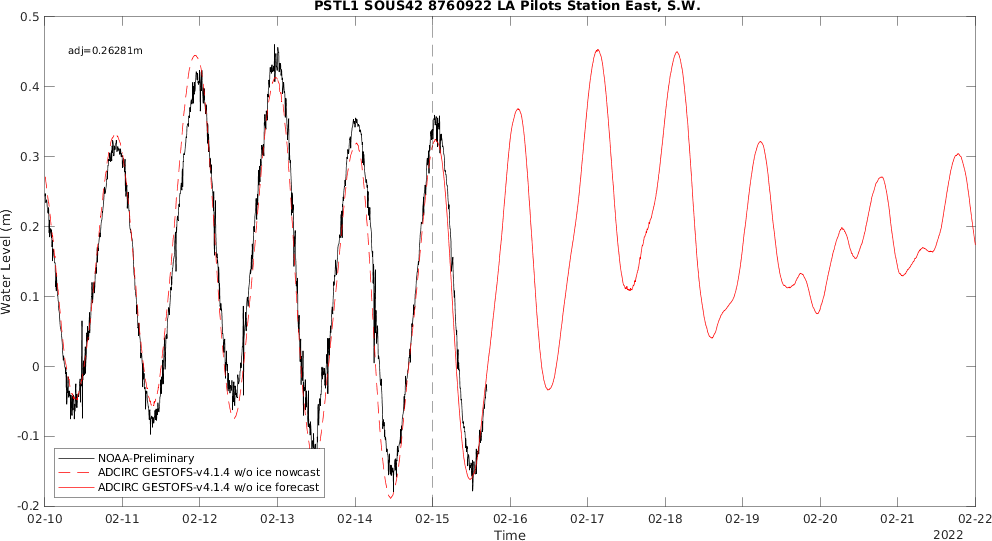 PSTL1 SOUS42 8760922 LA Pilots Station East, S.W.
adj=0.26281m
0.5
0.4
0.3
0.2
0.1
0
-0.1
-0.2
Water Level (m)
NOAA-Preliminary
ADCIRC GESTOFS-v4.1.4 w/o ice nowcast
ADCIRC GESTOFS-v4.1.4 w/o ice forecast
02-10 02-11 02-12 02-13 02-14 02-15 02-16 02-17 02-18 02-19 02-20 02-21 02-22
Time
2022